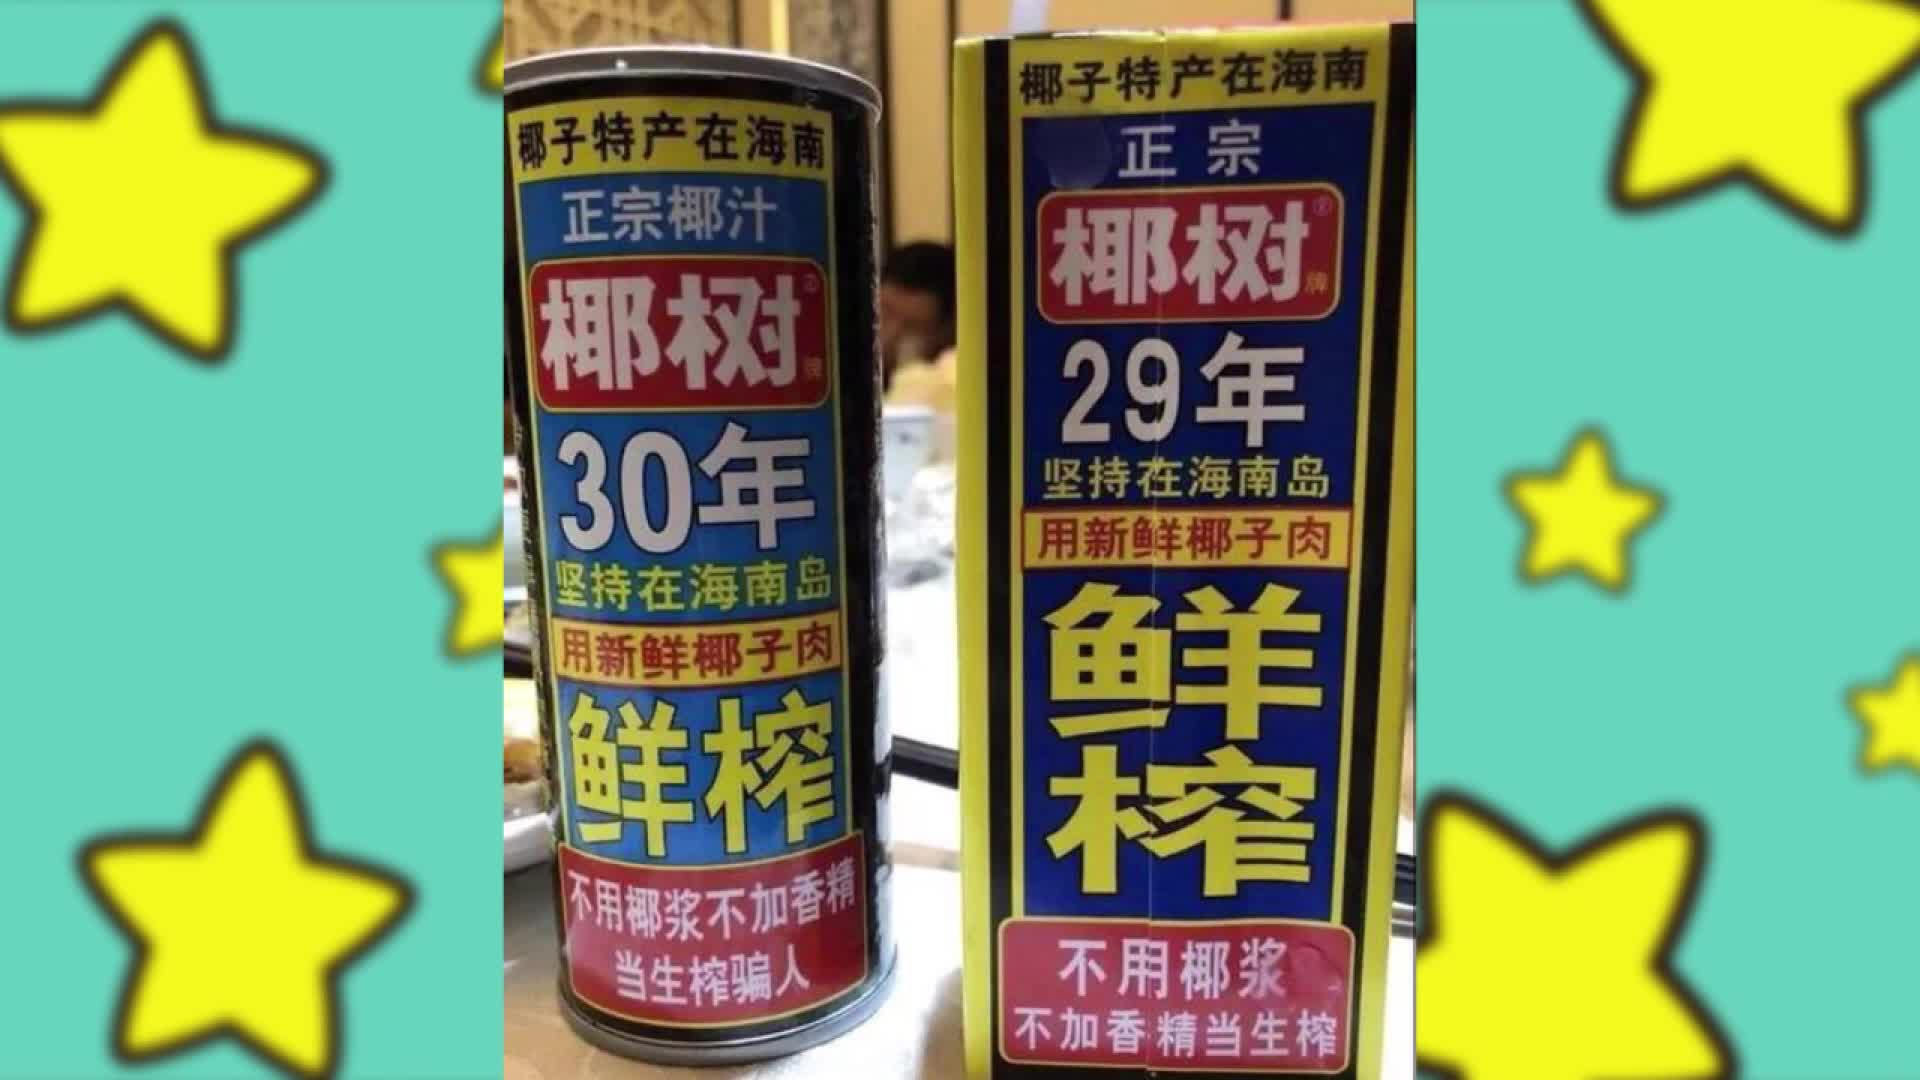 椰子特产在海南
正宗椰汁
椰树牌
30年
坚持在海南岛
用新鲜椰子肉
鲜榨
不用椰浆不加香精
当生榨骗人
椰子特产在海南
正宗
椰树牌
29年
坚持在海南岛
用新鲜椰子肉
鲜
榨
不用椰浆
不加香精当生榨